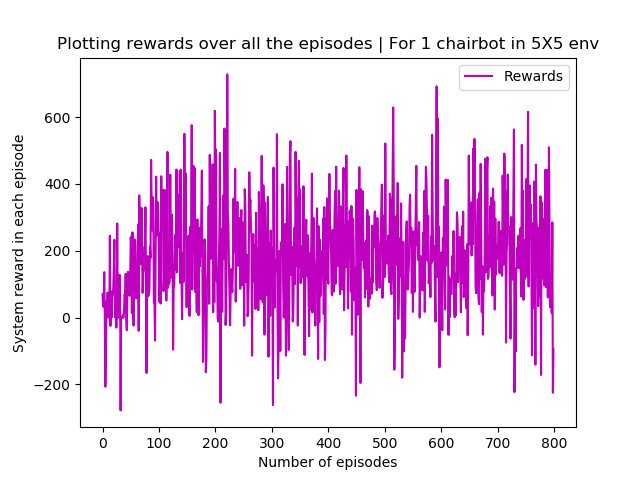 Plotting rewards over all the episodes | For 1 chairbot in 5X5 env
Rewards
600
400
200
0
−200
System reward in each episode
0 100 200 300 400 500 600 700 800
Number of episodes